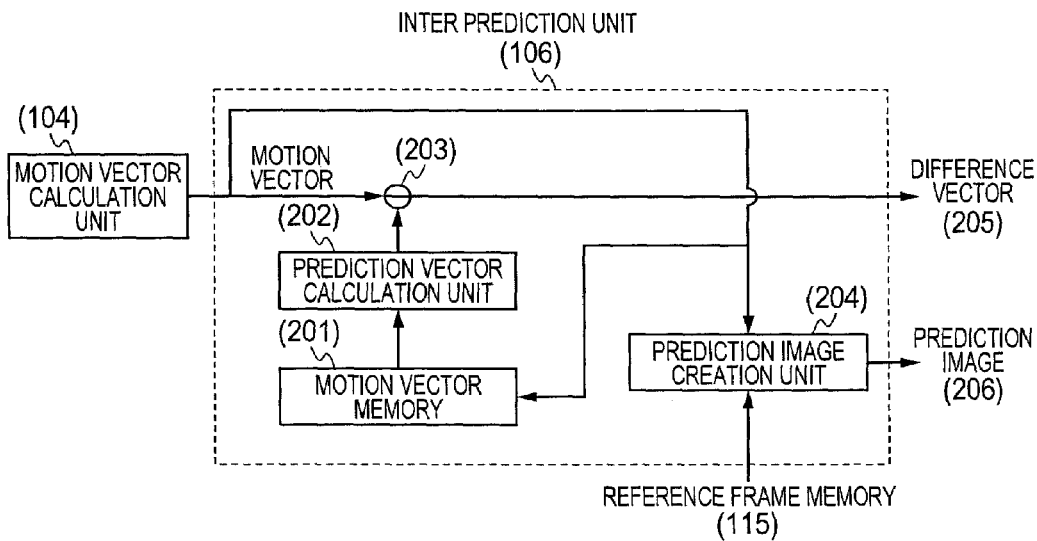 INTER PREDICTION UNIT
(106)
(104)
MOTION VECTOR
CALCULATION
UNIT
MOTION
VECTOR
(203)
DIFFERENCE
VECTOR
(205)
(202)
PREDICTION VECTOR
CALCULATION UNIT
(201)
MOTION VECTOR
MEMORY
(204)
PREDICTION IMAGE
CREATION UNIT
PREDICTION
IMAGE
(206)
REFERENCE FRAME MEMORY
(115)